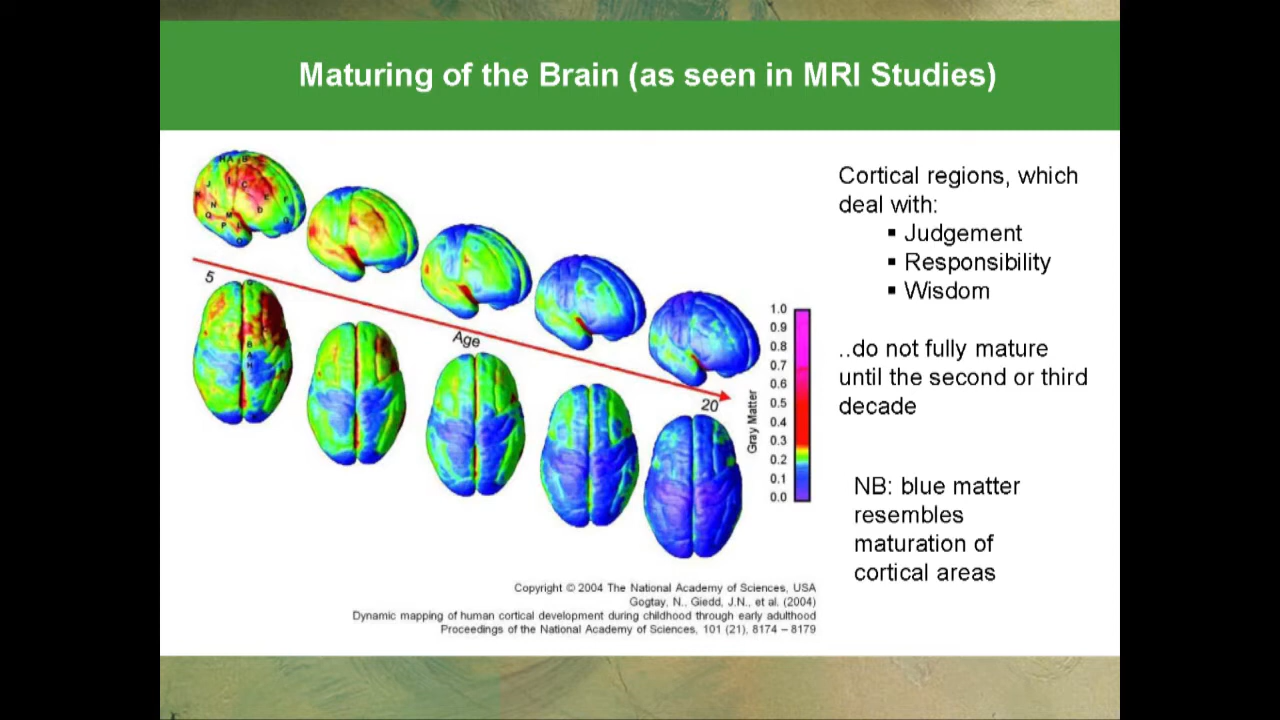 Maturing of the Brain (as seen in MRI Studies)
5
Age
20
Gray Matter
1.0
0.9
0.8
0.7
0.6
0.5
0.4
0.3
0.2
0.1
0.0
Cortical regions, which
deal with:
▪ Judgement
▪ Responsibility
▪ Wisdom
..do not fully mature
until the second or third
decade
NB: blue matter
resembles
maturation of
cortical areas
Copyright © 2004 The National Academy of Sciences, USA
Gogtay, N., Giedd, J.N., et al. (2004)
Dynamic mapping of human cortical development during childhood through early adulthood
Proceedings of the National Academy of Sciences, 101 (21), 8174 – 8179